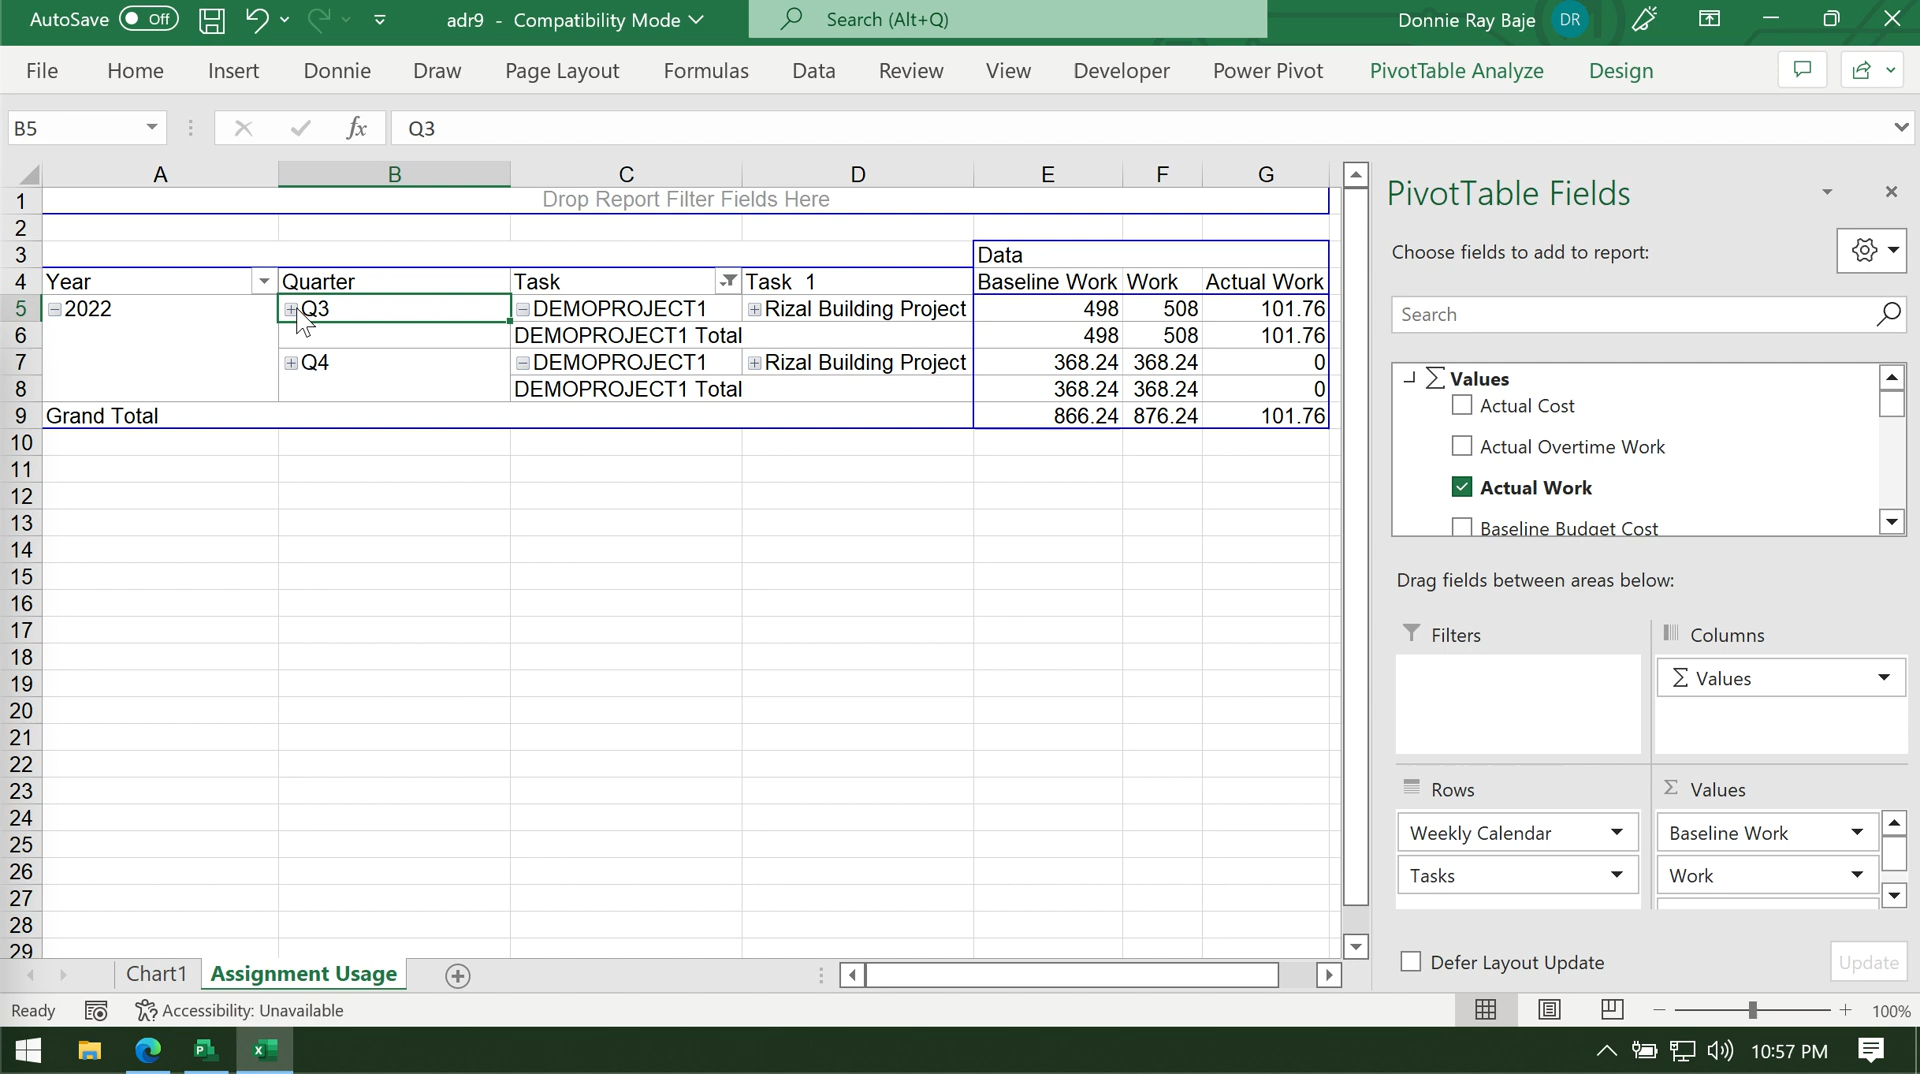 AutoSave Off adr9 - Compatibility Mode Search (Alt+Q) Donnie Ray Baje DR
File Home Insert Donnie Draw Page Layout Formulas Data Review View Developer Power Pivot PivotTable Analyze Design
B5 fx Q3
A B C D E F G
1 Drop Report Filter Fields Here
2
3 Data
4 Year Quarter Task Task 1 Baseline Work Work Actual Work
5 2022 Q3 DEMOPROJECT1 Rizal Building Project 498 508 101.76
6 DEMOPROJECT1 Total 498 508 101.76
7 Q4 DEMOPROJECT1 Rizal Building Project 368.24 368.24 0
8 DEMOPROJECT1 Total 368.24 368.24 0
9 Grand Total 866.24 876.24 101.76
10
11
12
13
14
15
16
17
18
19
20
21
22
23
24
25
26
27
28
29
PivotTable Fields
Choose fields to add to report:
Search
Σ Values
Actual Cost
Actual Overtime Work
Actual Work
Baseline Budget Cost
Drag fields between areas below:
Filters
Columns
Σ Values
Rows
Weekly Calendar
Tasks
Σ Values
Baseline Work
Work
Defer Layout Update
Update
Chart1 Assignment Usage
Ready Accessibility: Unavailable 100%
10:57 PM